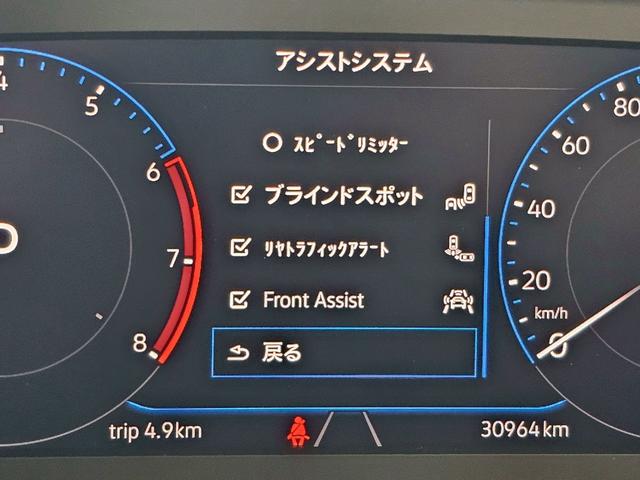 アシストシステム
4
5
6
7
8
80
60
40
20
0
km/h
スピードリミッター
ブラインドスポット
リヤトラフィックアラート
Front Assist
戻る
trip 4.9km
30964km